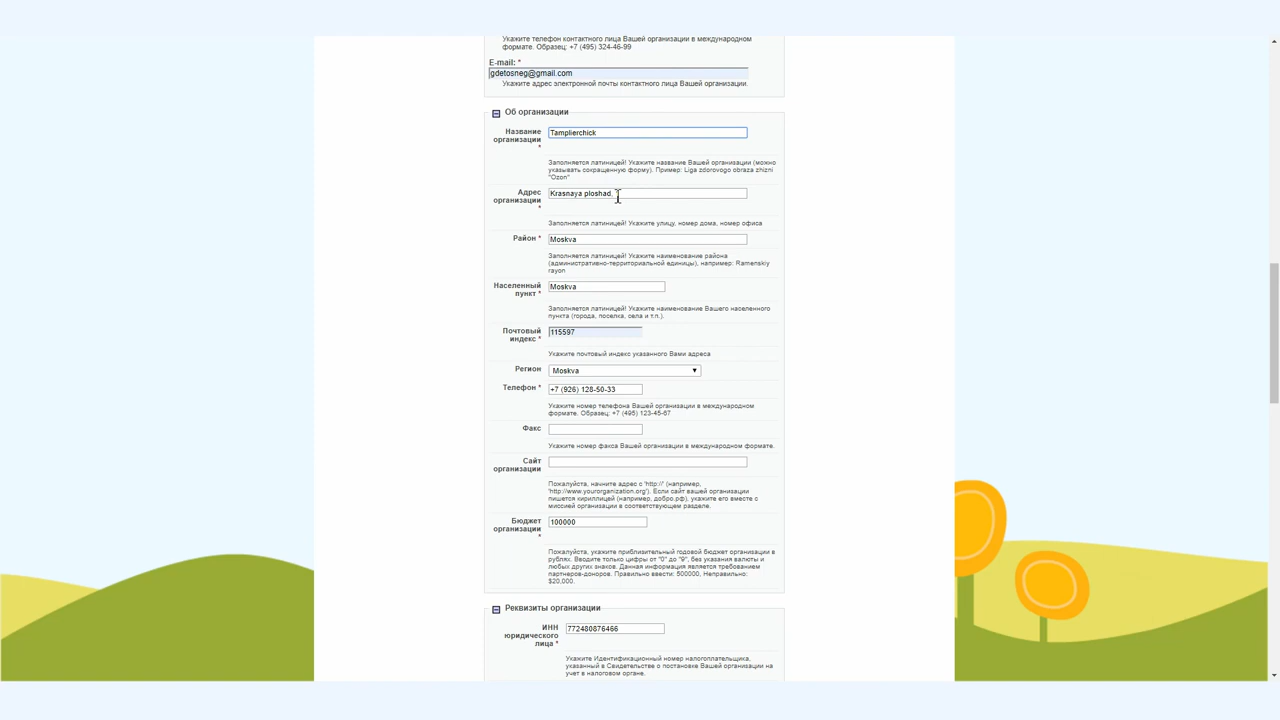 Укажите телефон контактного лица Вашей организации в международном
формате. Образец: +7 (495) 324-46-99
E-mail: *
gdetosneg@gmail.com
Укажите адрес электронной почты контактного лица Вашей организации.
Об организации
Название
организации
*
Tamplierchick
Заполняется латиницей! Укажите название Вашей организации (можно
указывать сокращенную форму). Пример: Liga zdorovogo obraza zhizni
"Ozon"
Адрес
организации
*
Krasnaya ploshad,
Заполняется латиницей! Укажите улицу, номер дома, номер офиса
Район *
Moskva
Заполняется латиницей! Укажите наименование района
(административно-территориальной единицы), например: Ramenskiy
rayon
Населенный
пункт *
Moskva
Заполняется латиницей! Укажите наименование Вашего населенного
пункта (города, поселка, села и т.п.).
Почтовый
индекс *
115597
Укажите почтовый индекс указанного Вами адреса
Регион
Moskva
Телефон *
+7 (926) 128-50-33
Укажите номер телефона Вашей организации в международном
формате. Образец: +7 (495) 123-45-67
Факс
Укажите номер факса Вашей организации в международном формате.
Сайт
организации
Пожалуйста, начните адрес с 'http://' (например,
'http://www.yourorganization.org'). Если сайт вашей организации
пишется кириллицей (например, добро.рф), укажите его вместе с
миссией организации в соответствующем разделе.
Бюджет
организации
*
100000
Пожалуйста, укажите приблизительный годовой бюджет организации в
рублях. Вводите только цифры от "0" до "9", без указания валюты и
любых других знаков. Данная информация является требованием
партнеров-доноров. Правильно ввести: 500000, Неправильно:
$20,000.
Реквизиты организации
ИНН
юридического
лица *
772480876466
Укажите Идентификационный номер налогоплательщика,
указанный в Свидетельстве о постановке Вашей организации на
учет в налоговом органе.